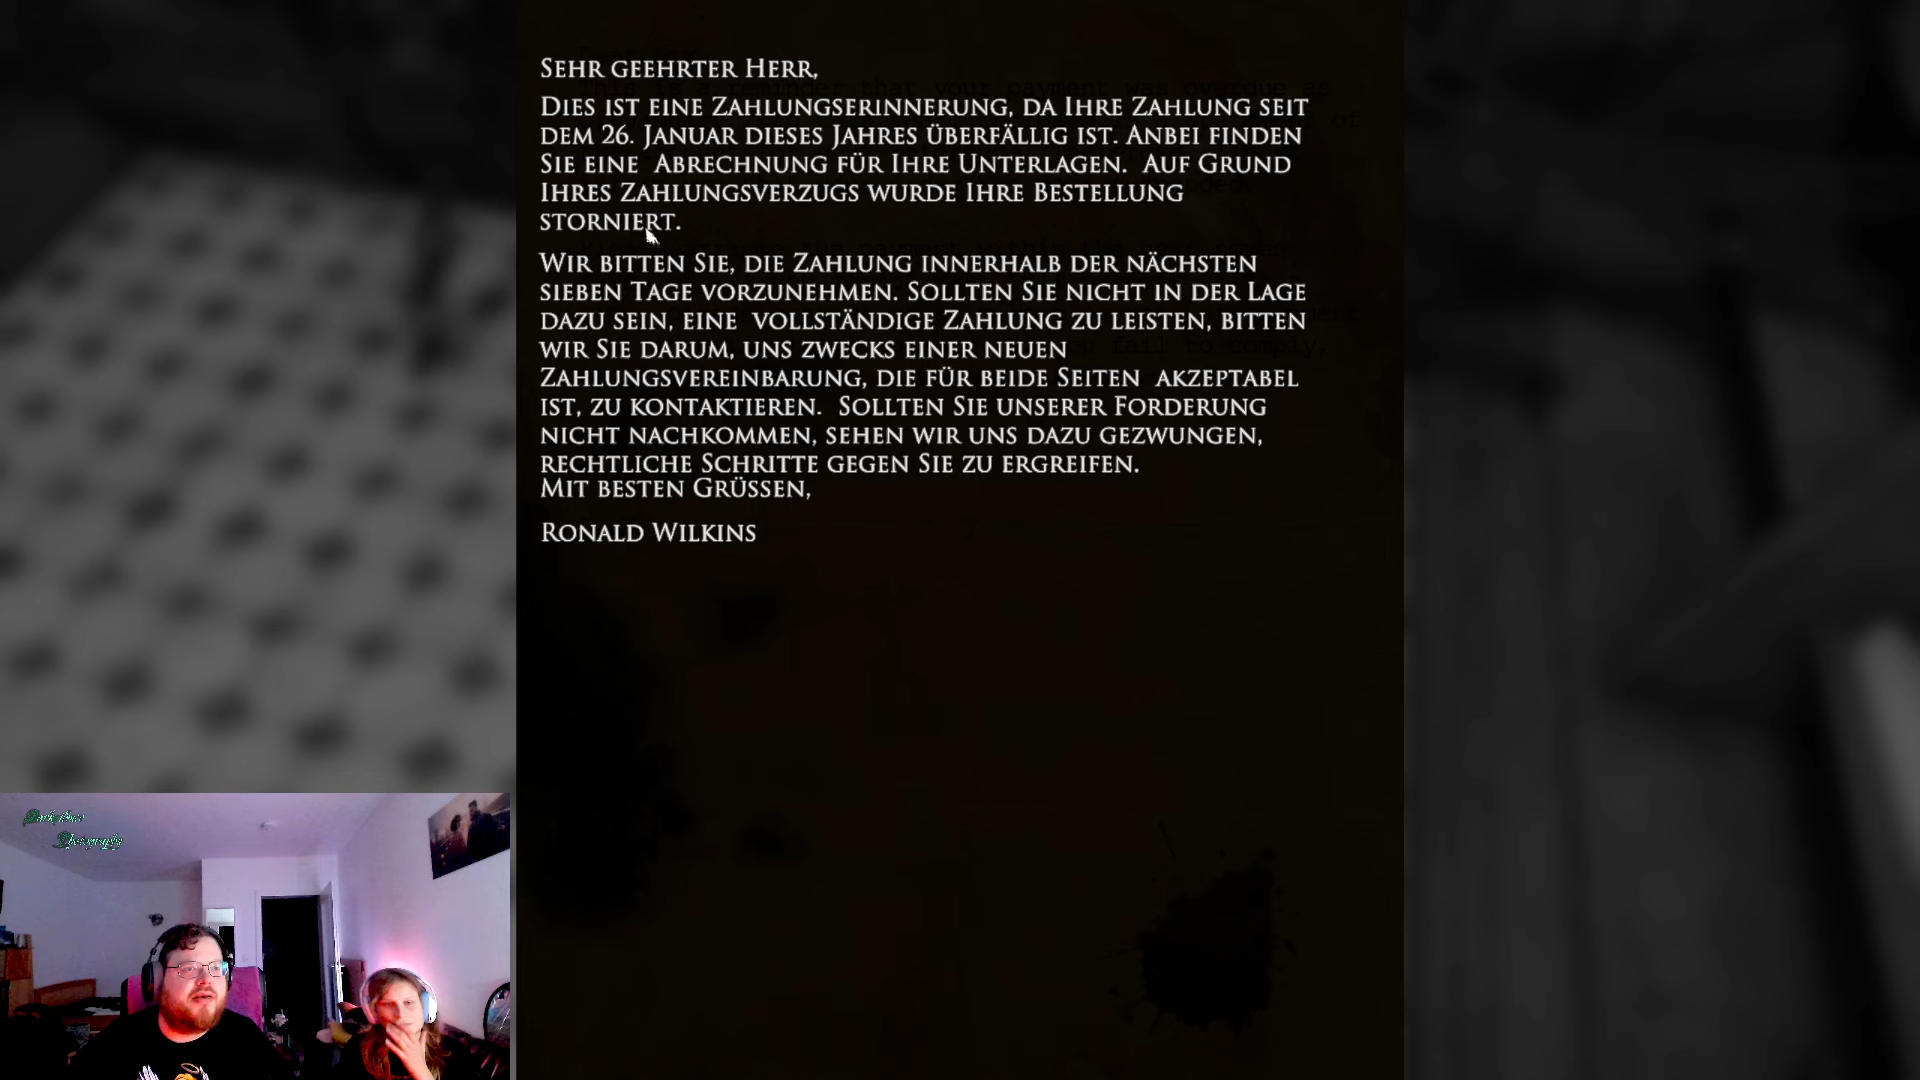 Sehr geehrter Herr,
Dies ist eine Zahlungserinnerung, da Ihre Zahlung seit
dem 26. Januar dieses Jahres überfällig ist. Anbei finden
Sie eine Abrechnung für Ihre Unterlagen. Auf Grund
Ihres Zahlungsverzugs wurde Ihre Bestellung
storniert.
Wir bitten Sie, die Zahlung innerhalb der nächsten
sieben Tage vorzunehmen. Sollten Sie nicht in der Lage
dazu sein, eine vollständige Zahlung zu leisten, bitten
wir Sie darum, uns zwecks einer neuen
Zahlungsvereinbarung, die für beide Seiten akzeptabel
ist, zu kontaktieren. Sollten Sie unserer Forderung
nicht nachkommen, sehen wir uns dazu gezwungen,
rechtliche Schritte gegen Sie zu ergreifen.
Mit besten Grüssen,
Ronald Wilkins
Photography